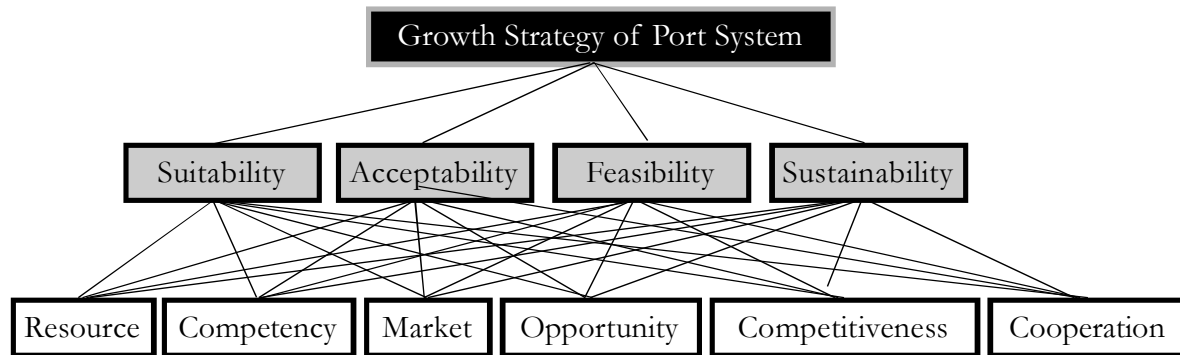 Growth Strategy of Port System
Suitability
Acceptability
Feasibility
Sustainability
Resource
Competency
Market
Opportunity
Competitiveness
Cooperation